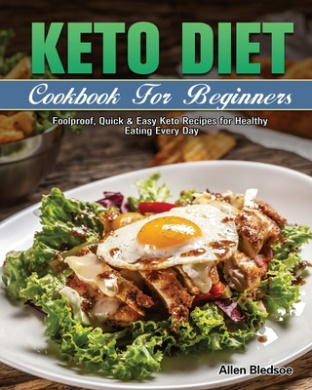 KETO DIET
Cookbook For Beginners
Foolproof, Quick & Easy Keto Recipes for Healthy
Eating Every Day
Allen Bledsoe